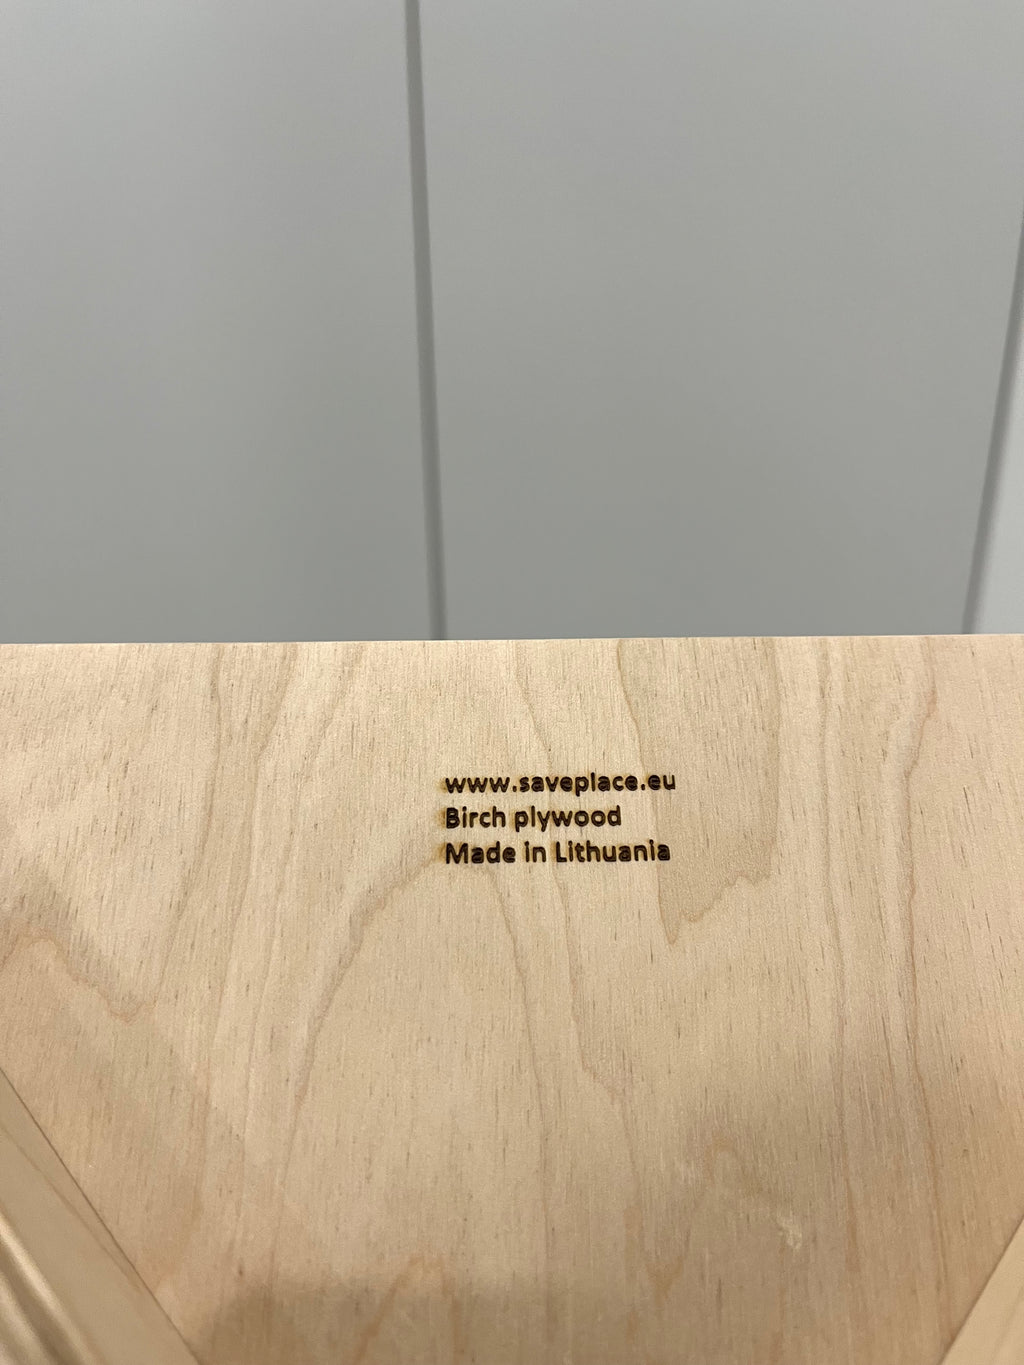 www.saveplace.eu
Birch plywood
Made in Lithuania